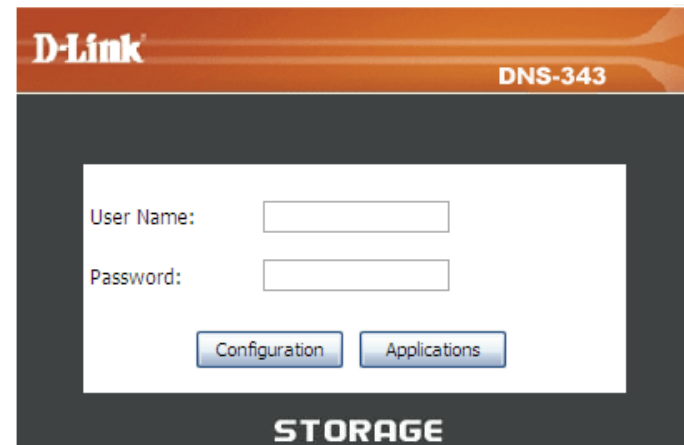 D-Link
DNS-343
User Name:
Password:
Configuration Applications
STORAGE